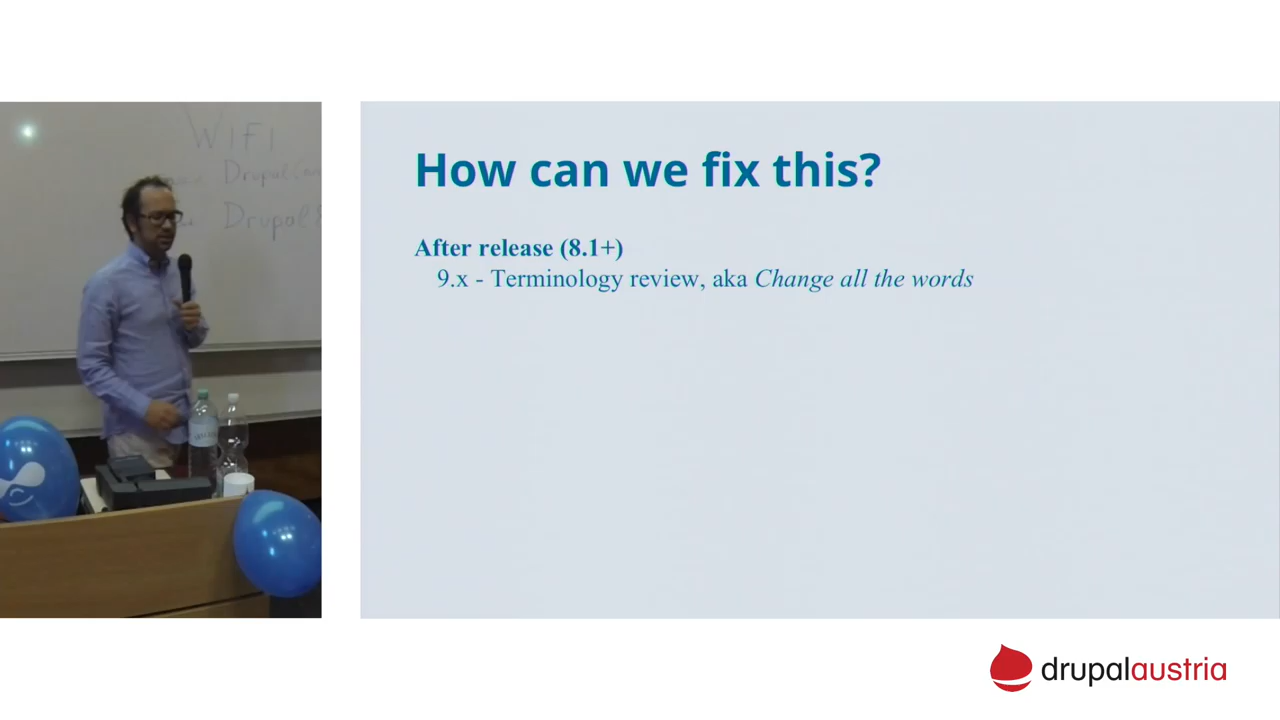 WIFI
Drupal
How can we fix this?
After release (8.1+)
9.x - Terminology review, aka Change all the words
drupalaustria